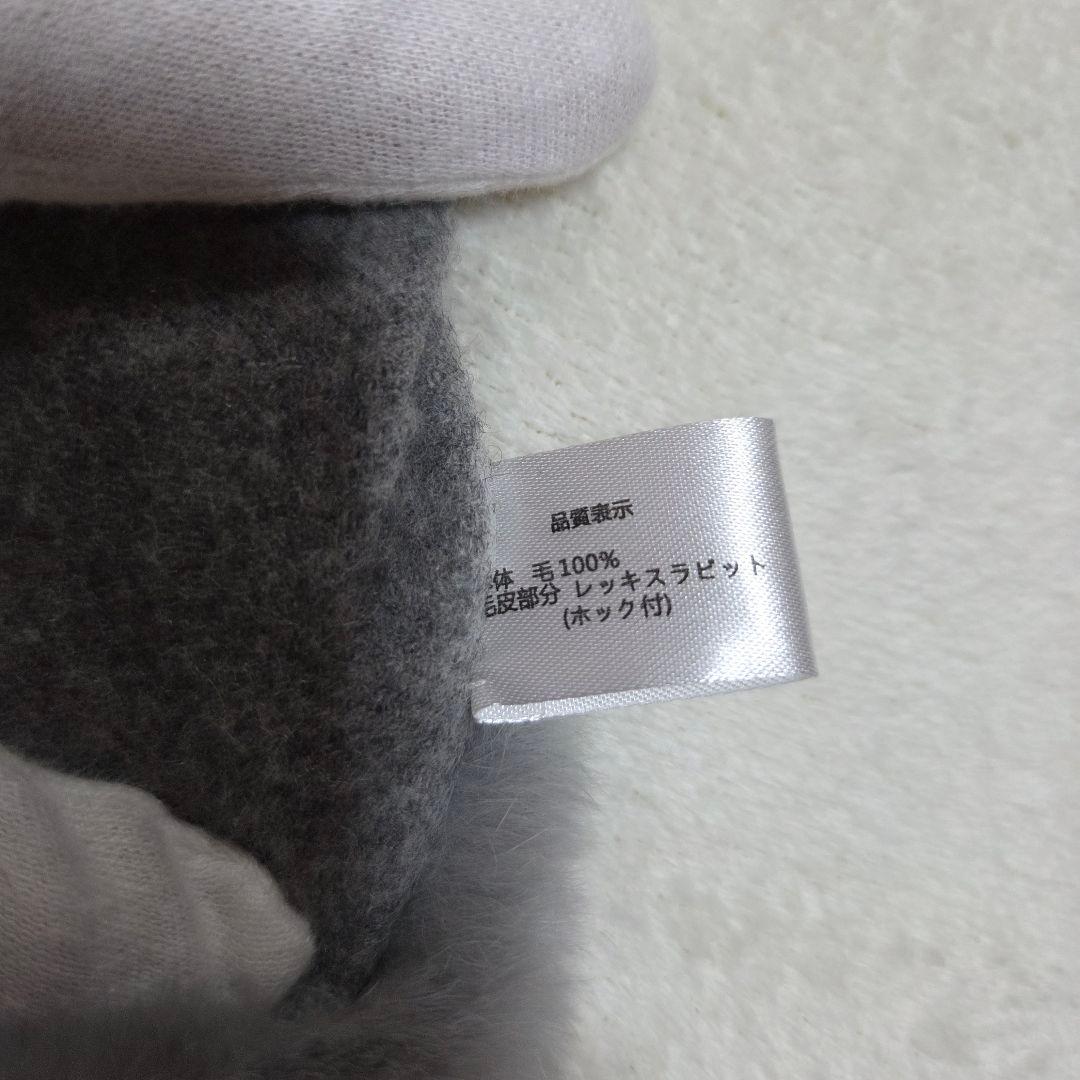 品質表示
体 毛100%
毛皮部分 レッキスラビット
(ホック付)